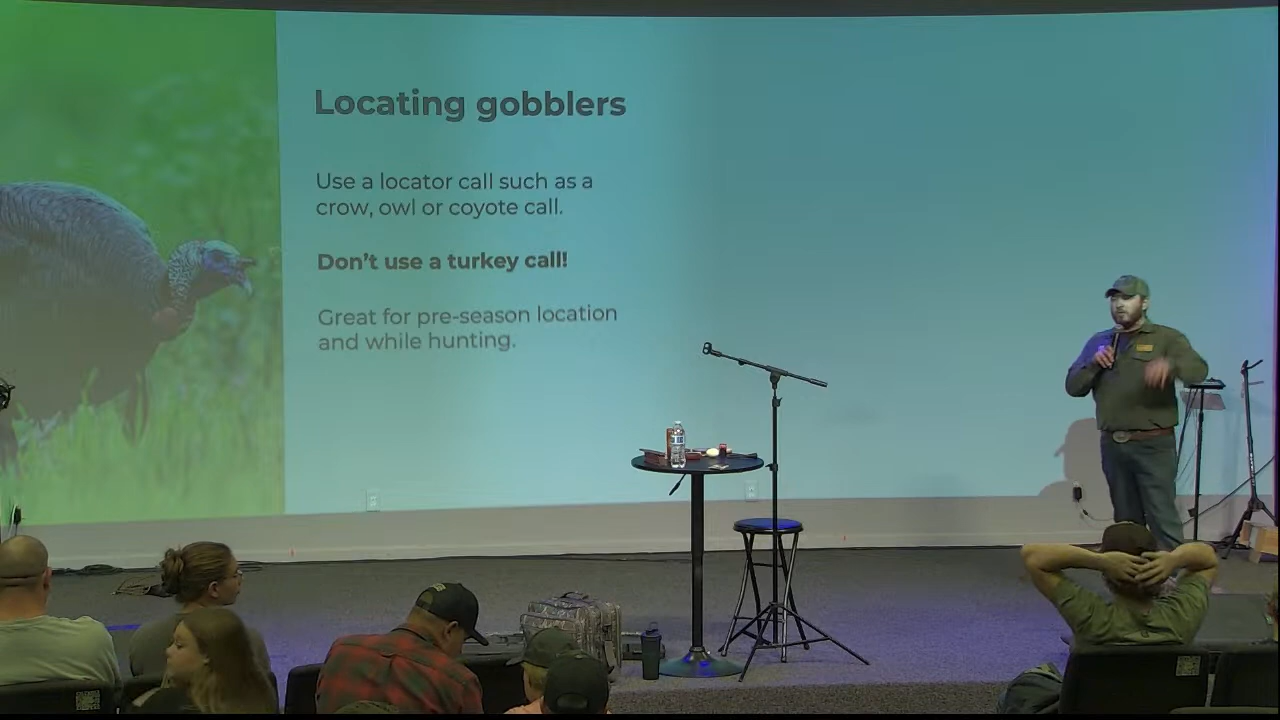 Locating gobblers
Use a locator call such as a
crow, owl or coyote call.
Don't use a turkey call!
Great for pre-season location
and while hunting.